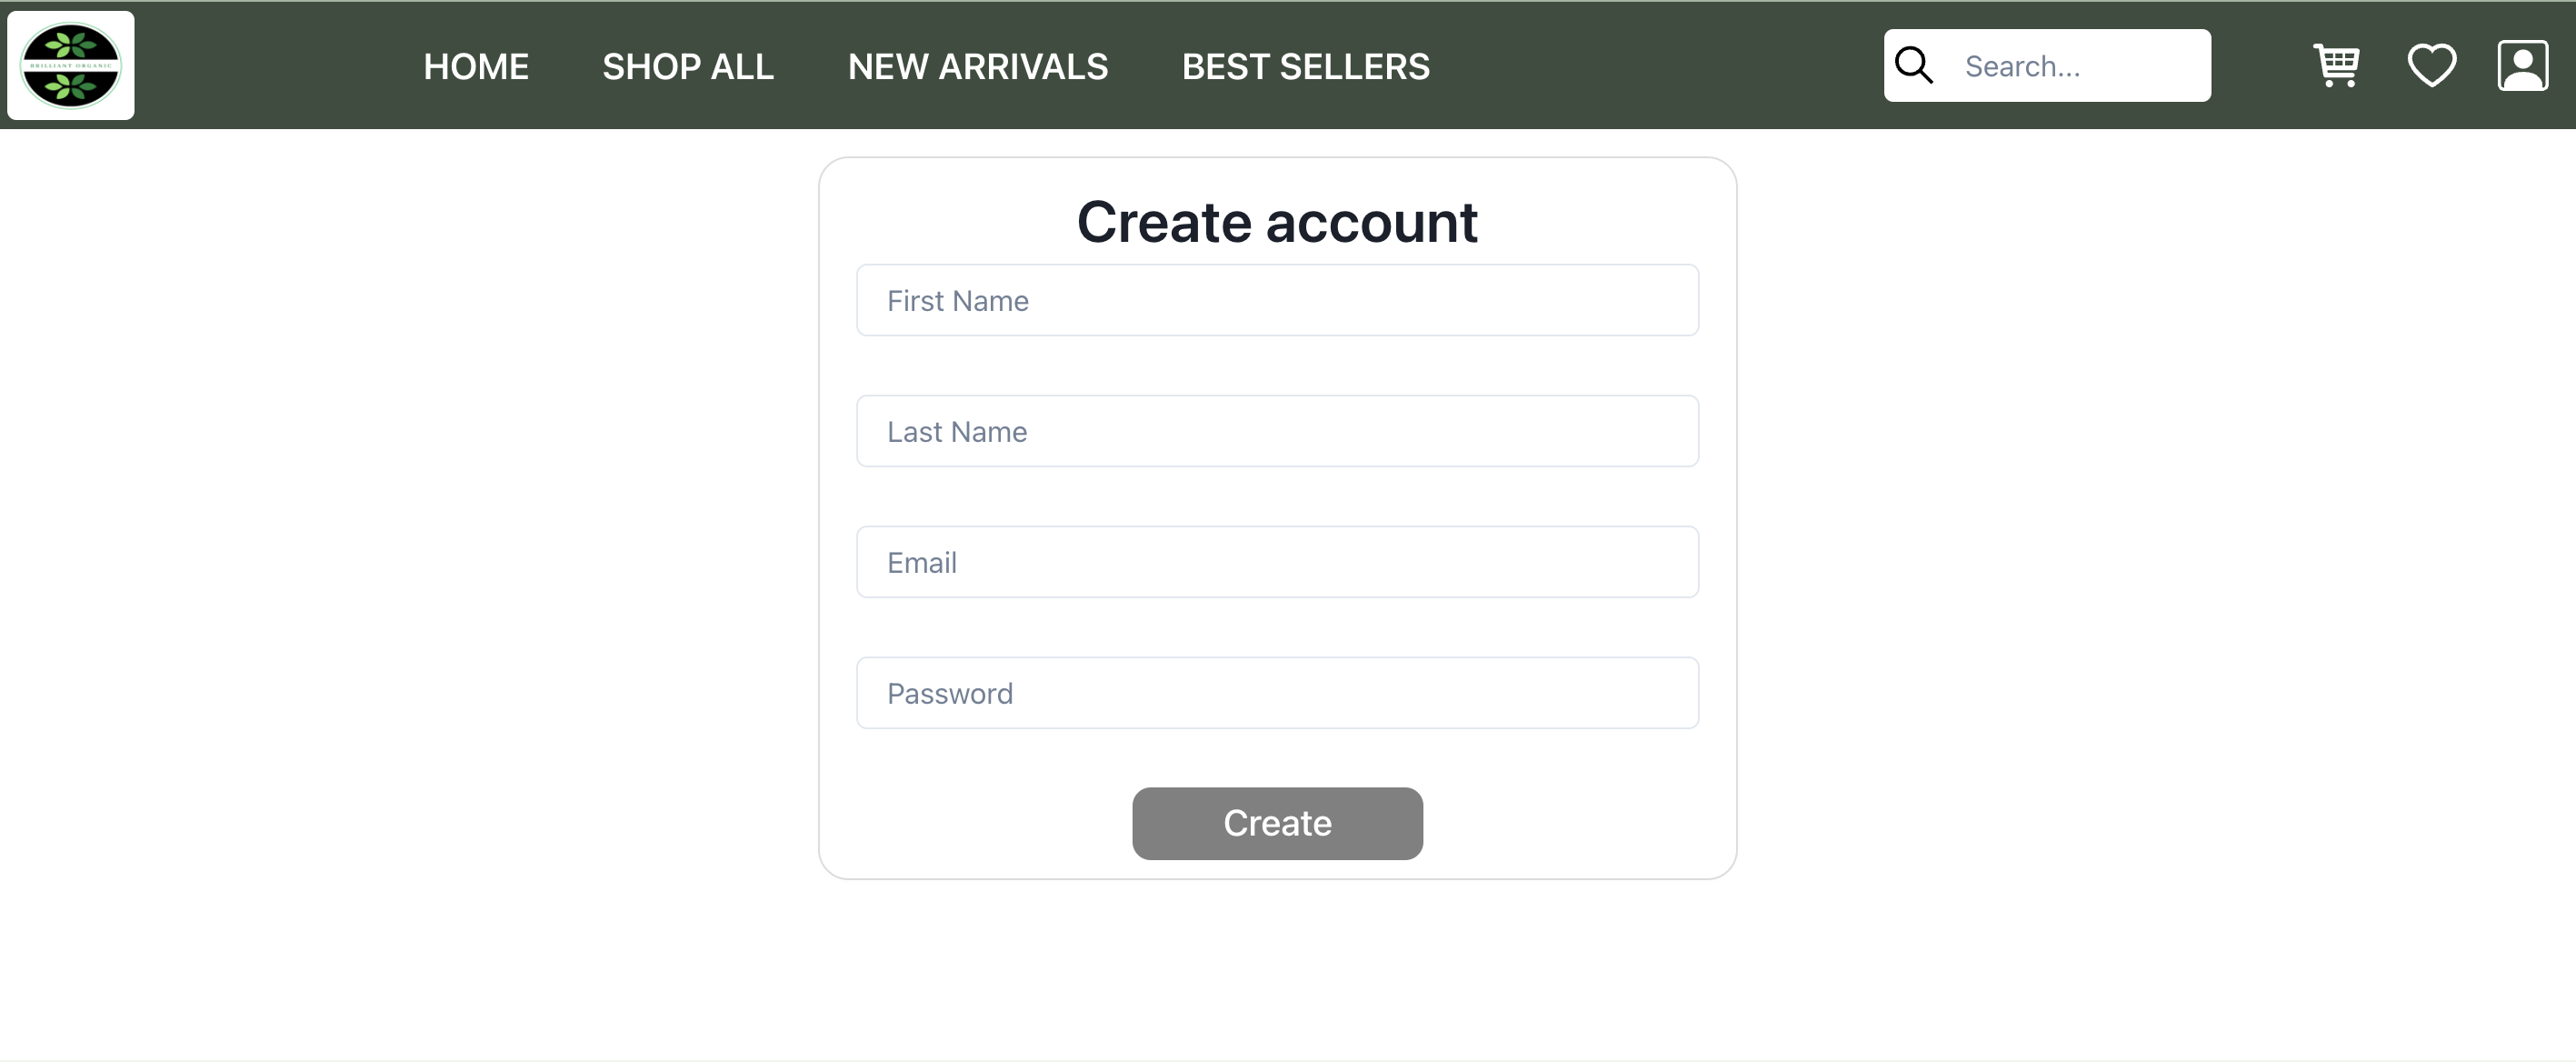 BRILLIANT ORGANIC
HOME SHOP ALL NEW ARRIVALS BEST SELLERS Search...
Create account
First Name
Last Name
Email
Password
Create